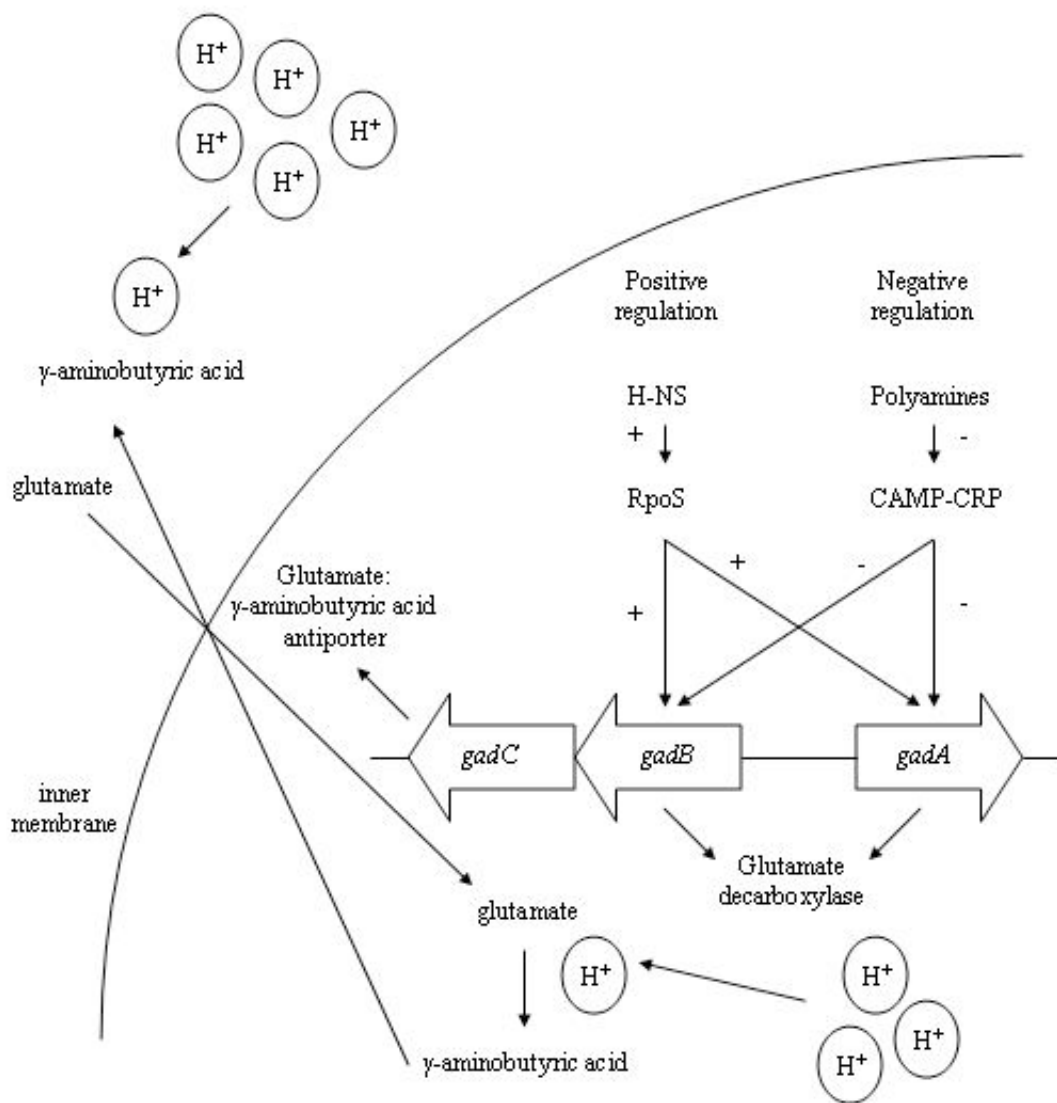 H+
H+
H+
H+
H+
H+
γ-aminobutyric acid
glutamate
inner
membrane
Positive
regulation
Negative
regulation
H-NS
Polyamines
+
-
RpoS
CAMP-CRP
+
-
+
-
Glutamate:
γ-aminobutyric acid
antiporter
gadC
gadB
gadA
Glutamate
decarboxylase
glutamate
H+
H+
H+
H+
γ-aminobutyric acid